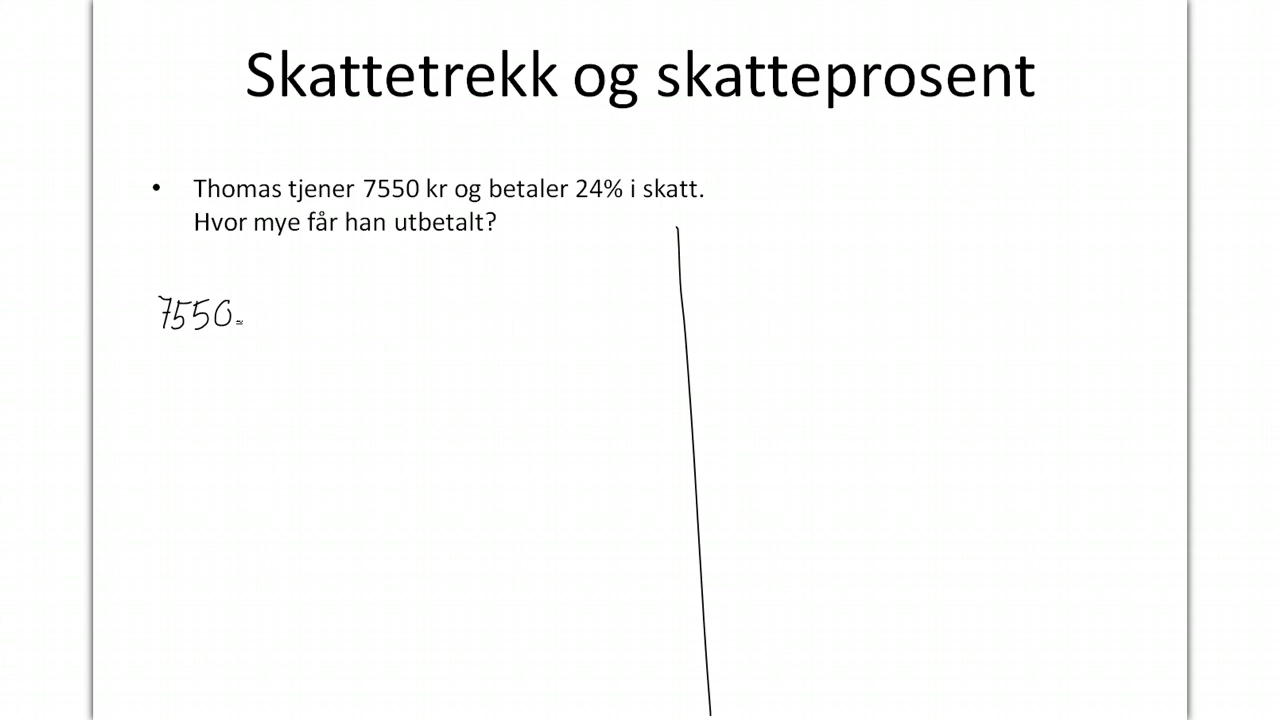 Skattetrekk og skatteprosent
• Thomas tjener 7550 kr og betaler 24% i skatt.
Hvor mye får han utbetalt?
7550=